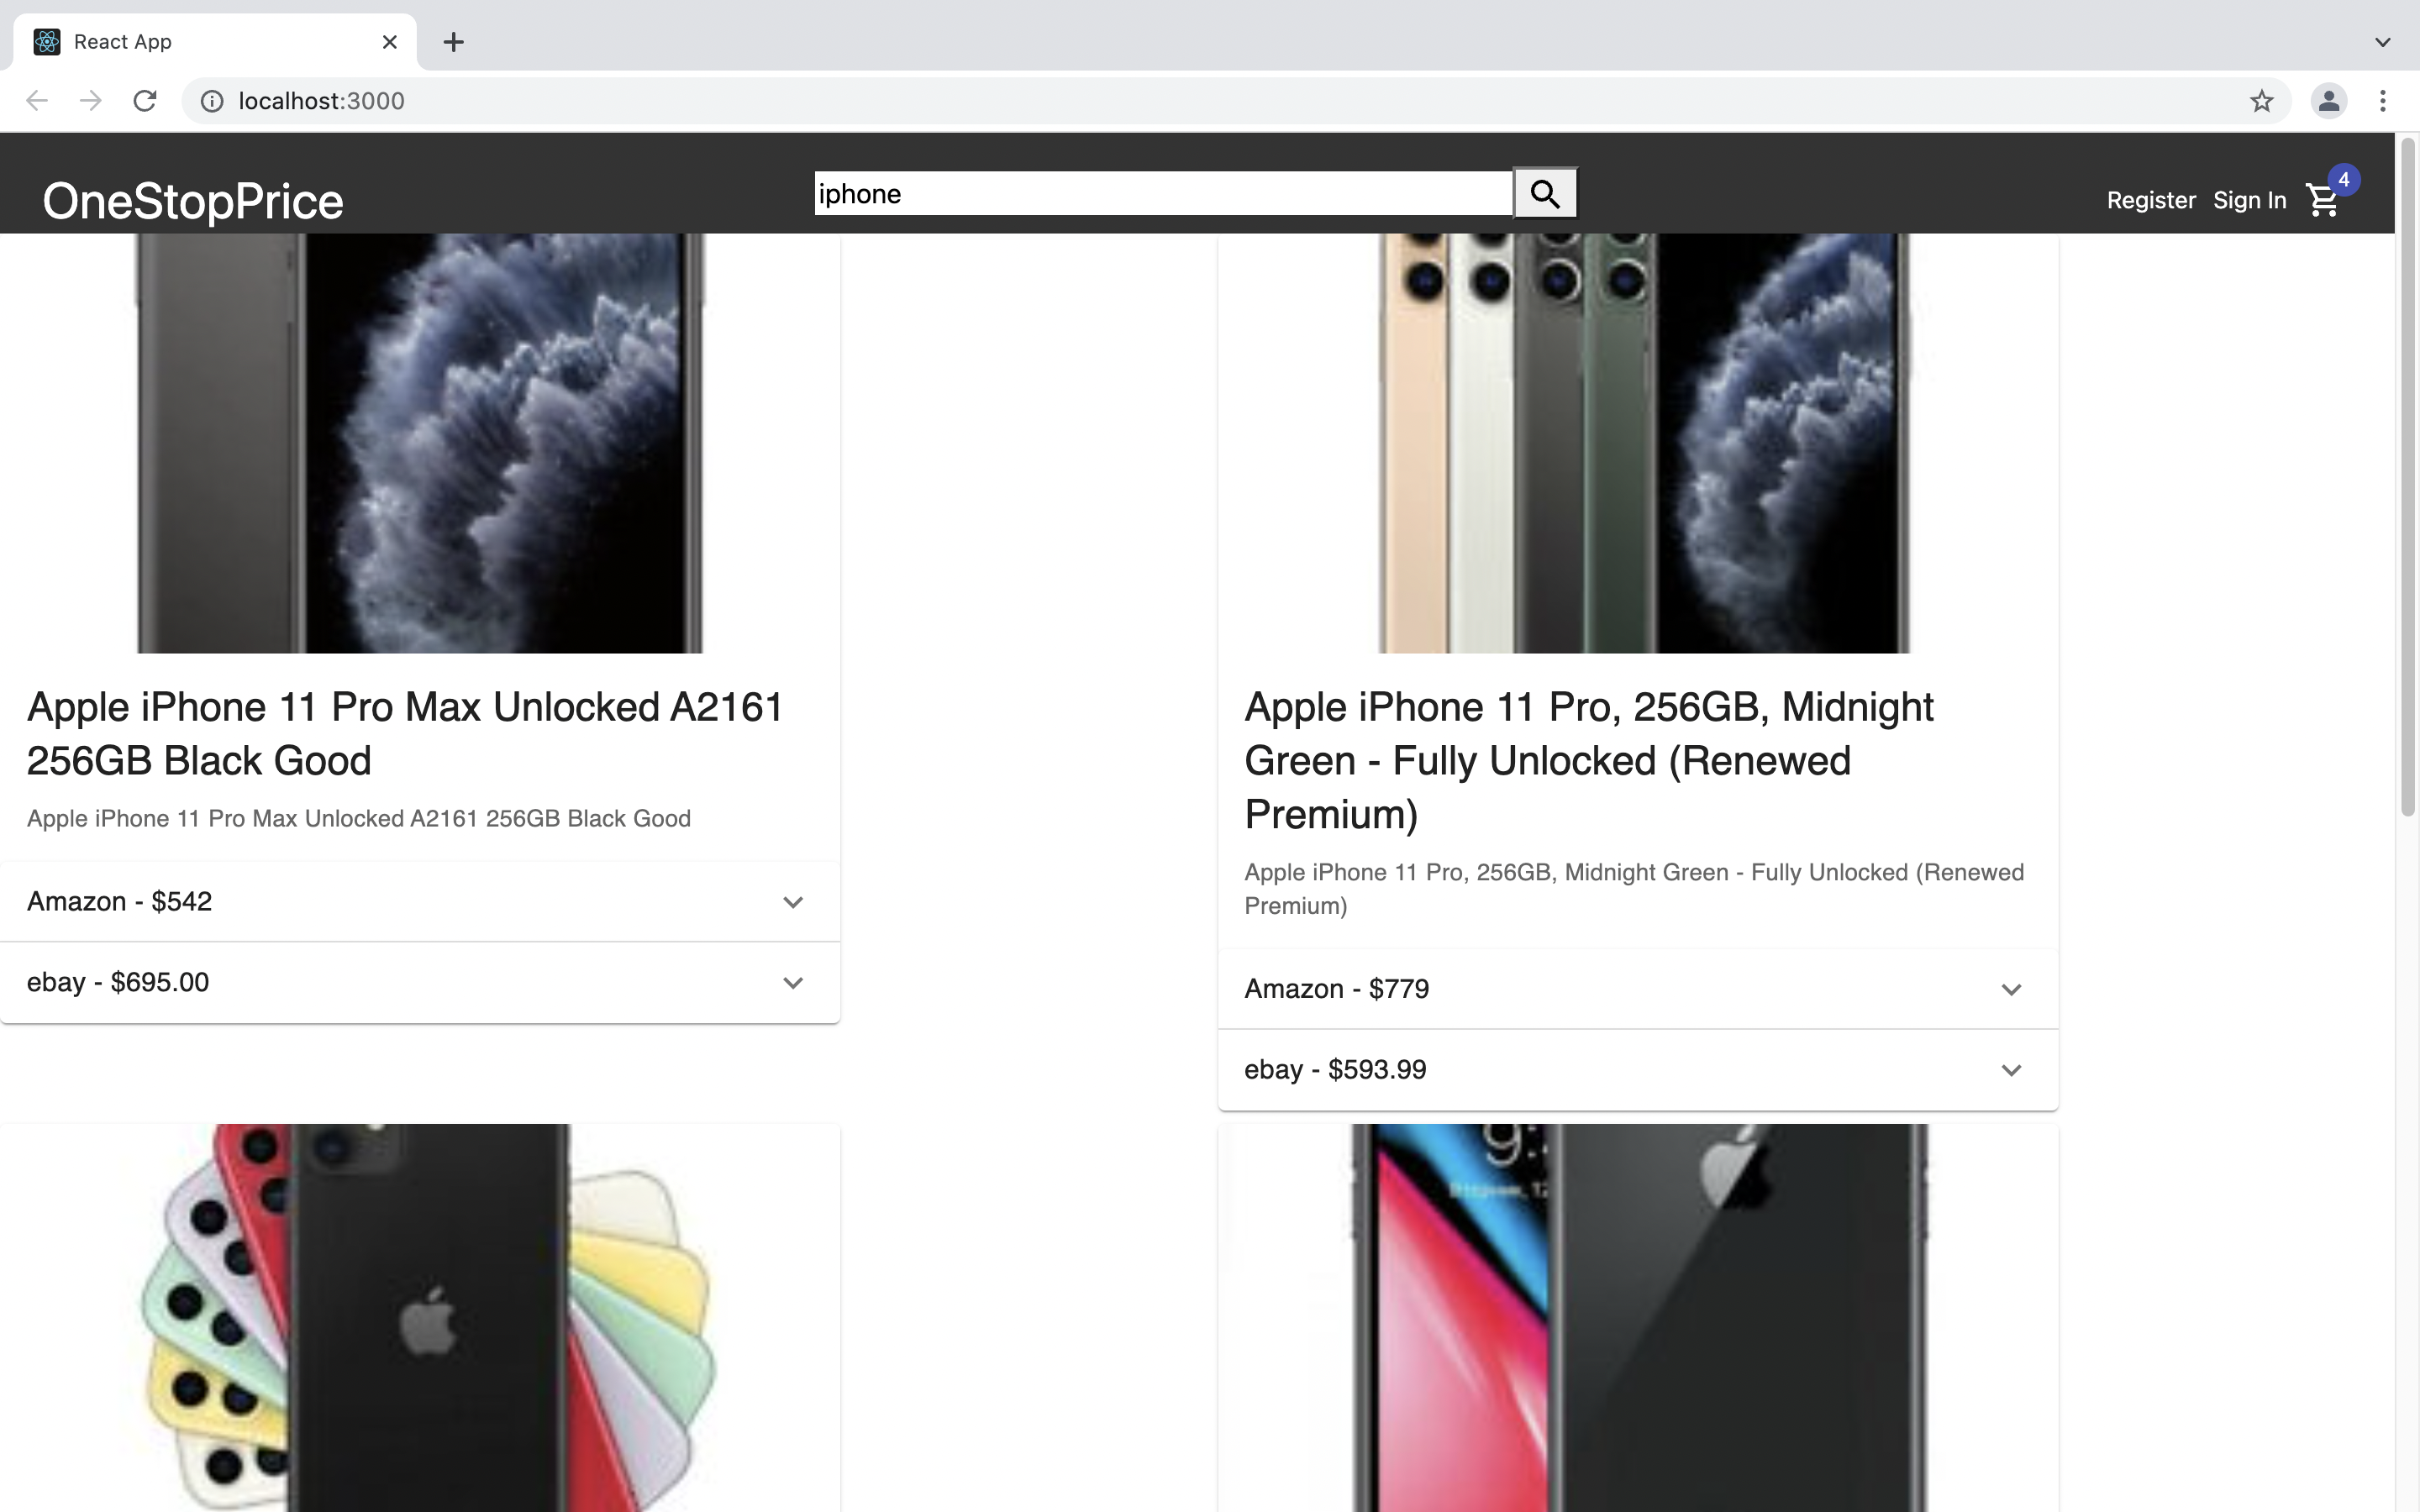 React App
localhost:3000
OneStopPrice
iphone
Register Sign In 4
Apple iPhone 11 Pro Max Unlocked A2161
256GB Black Good
Apple iPhone 11 Pro Max Unlocked A2161 256GB Black Good
Amazon - $542
ebay - $695.00
Apple iPhone 11 Pro, 256GB, Midnight
Green - Fully Unlocked (Renewed
Premium)
Apple iPhone 11 Pro, 256GB, Midnight Green - Fully Unlocked (Renewed
Premium)
Amazon - $779
ebay - $593.99